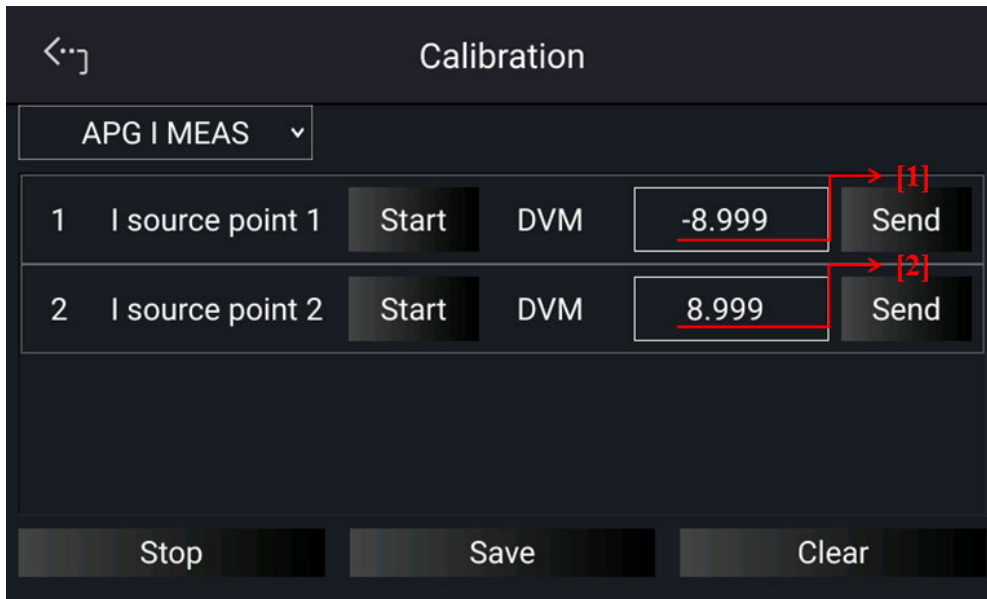 Calibration
APG I MEAS
[1]
1 I source point 1 Start DVM -8.999 Send
[2]
2 I source point 2 Start DVM 8.999 Send
Stop Save Clear